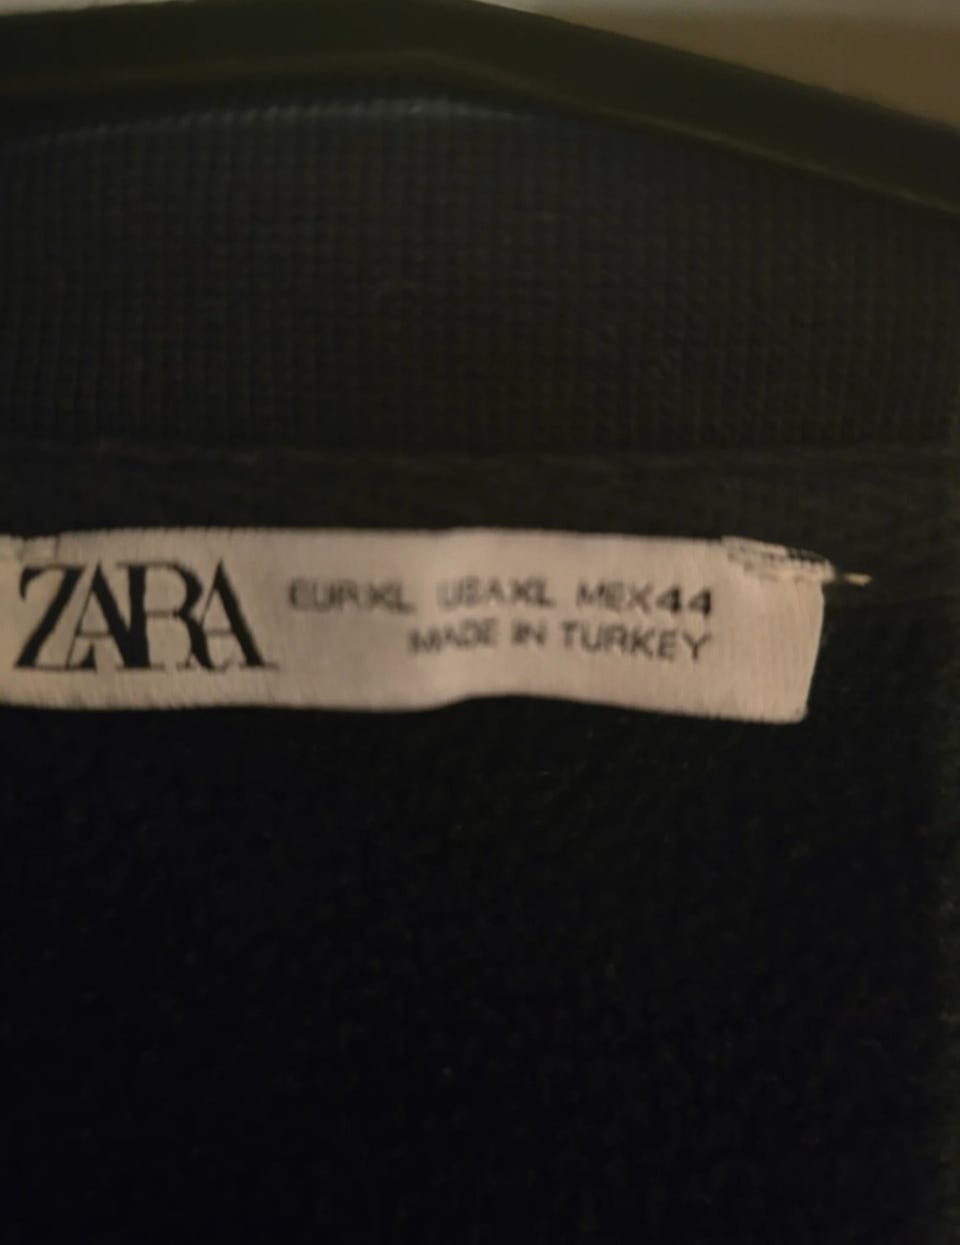 ZARA
EUR XL USA XL MEX 44
MADE IN TURKEY